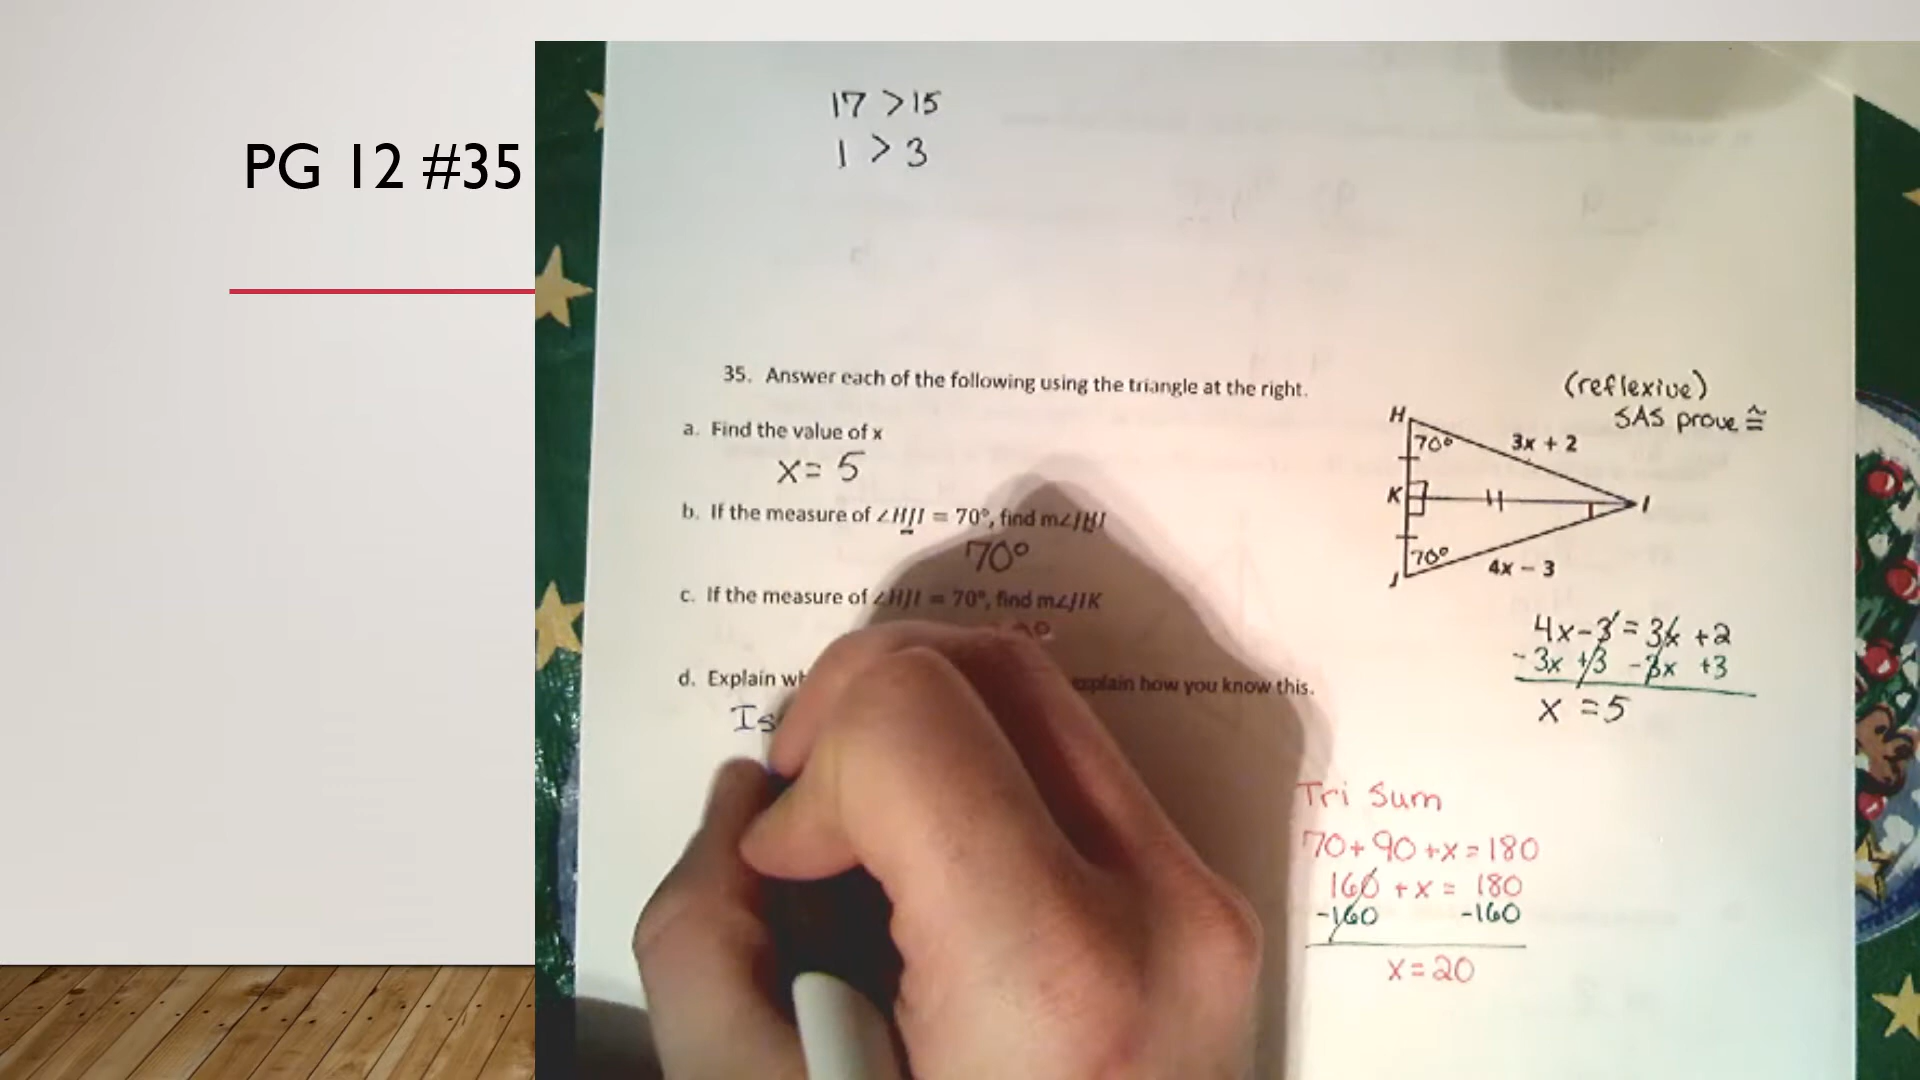 PG 12 #35
17 > 15
1 > 3
35. Answer each of the following using the triangle at the right.
a. Find the value of x
x = 5
b. If the measure of ∠HJI = 70°, find m∠JHI
70°
c. If the measure of ∠HJI = 70°, find m∠JIK
d. Explain explain how you know this.
Is
(reflexive)
SAS prove ≅
H
70°
3x + 2
K
I
70°
J
4x − 3
4x - 3 = 3x + 2
-3x +3 -3x +3
x = 5
Tri Sum
70 + 90 + x = 180
160 + x = 180
-160 -160
x = 20